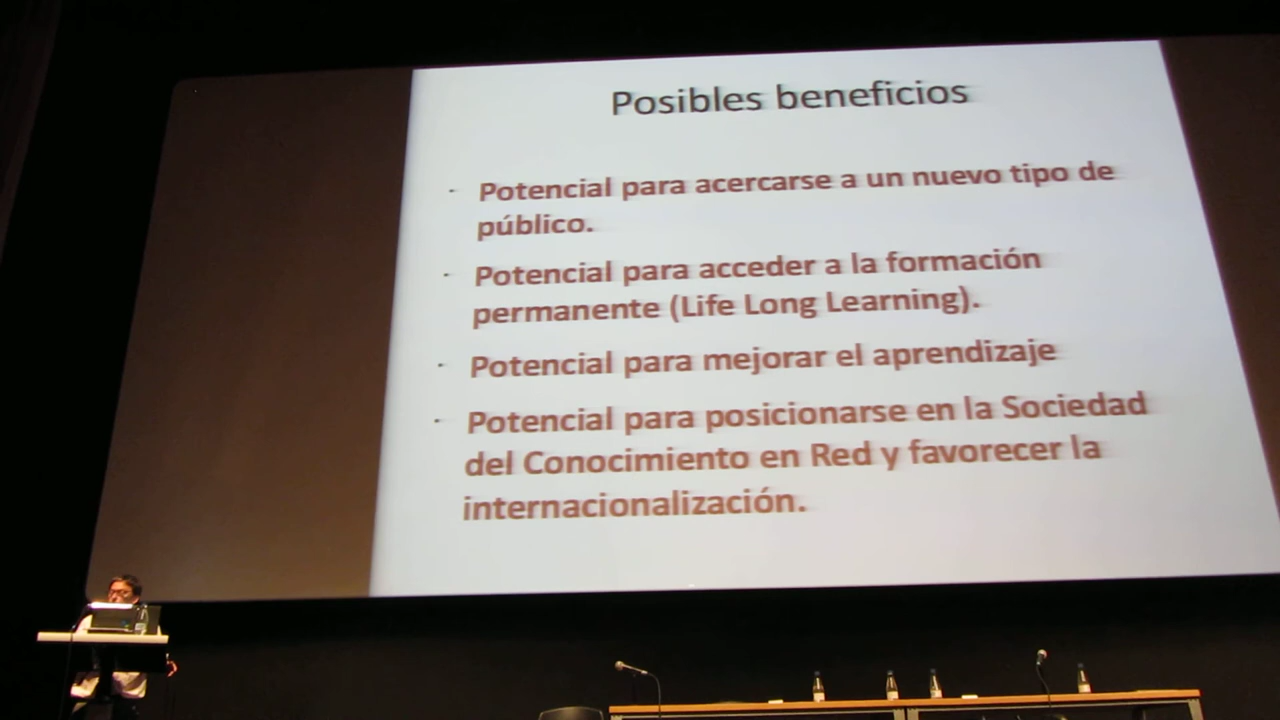 Posibles beneficios
· Potencial para acercarse a un nuevo tipo de
público.
· Potencial para acceder a la formación
permanente (Life Long Learning).
· Potencial para mejorar el aprendizaje
· Potencial para posicionarse en la Sociedad
del Conocimiento en Red y favorecer la
internacionalización.